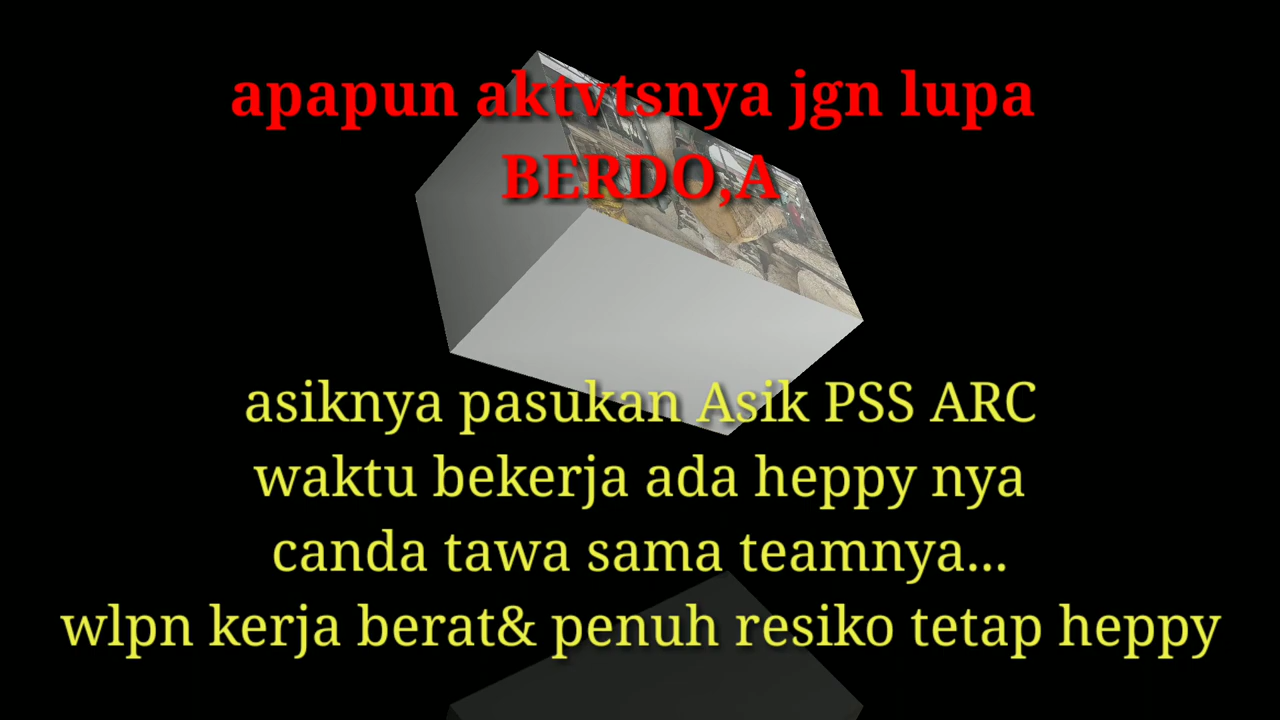 apapun aktvtsnya jgn lupa
BERDO,A
asiknya pasukan Asik PSS ARC
waktu bekerja ada heppy nya
canda tawa sama teamnya...
wlpn kerja berat& penuh resiko tetap heppy